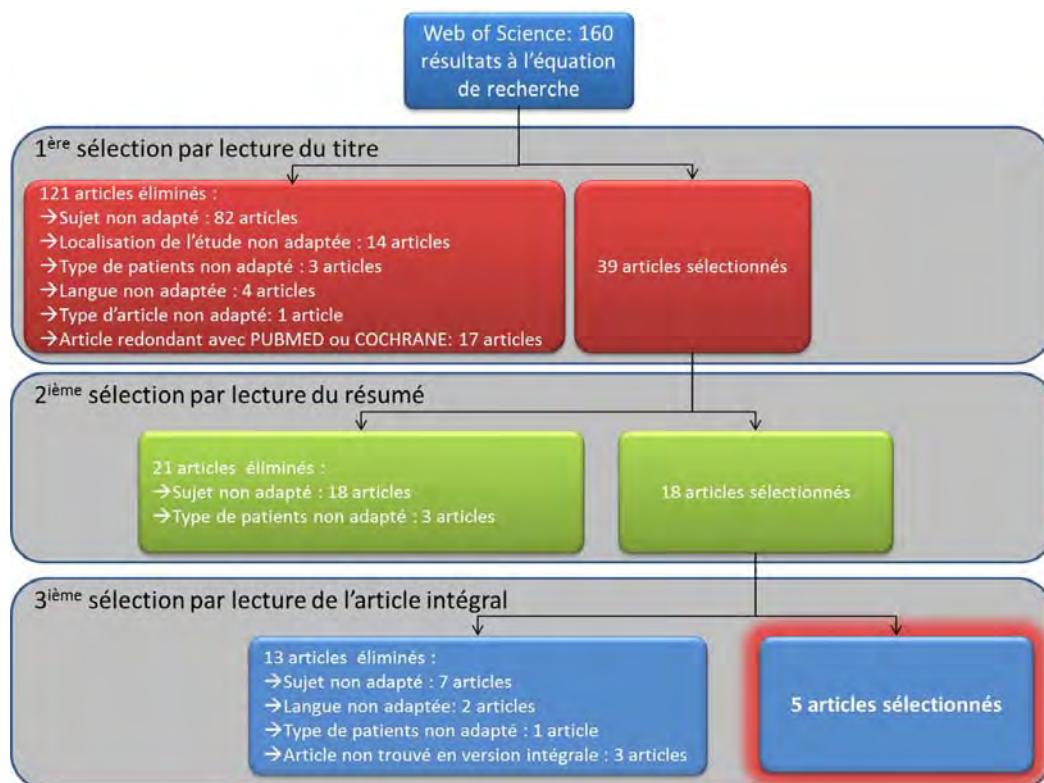 Web of Science: 160
résultats à l'équation
de recherche
1ère sélection par lecture du titre
121 articles éliminés :
→Sujet non adapté : 82 articles
→Localisation de l'étude non adaptée : 14 articles
→Type de patients non adapté : 3 articles
→Langue non adaptée : 4 articles
→Type d'article non adapté: 1 article
→Article redondant avec PUBMED ou COCHRANE: 17 articles
39 articles sélectionnés
2ième sélection par lecture du résumé
21 articles éliminés :
→Sujet non adapté : 18 articles
→Type de patients non adapté : 3 articles
18 articles sélectionnés
3ième sélection par lecture de l'article intégral
13 articles éliminés :
→Sujet non adapté : 7 articles
→Langue non adaptée: 2 articles
→Type de patients non adapté : 1 article
→Article non trouvé en version intégrale : 3 articles
5 articles sélectionnés